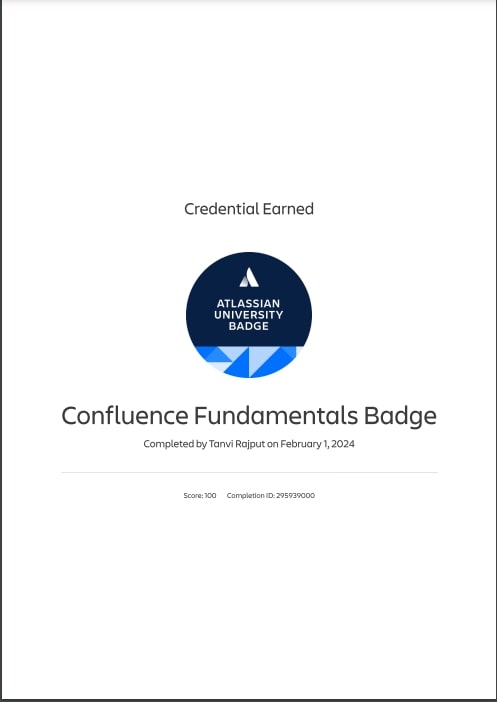 Credential Earned
ATLASSIAN
UNIVERSITY
BADGE
Confluence Fundamentals Badge
Completed by Tanvi Rajput on February 1, 2024
Score: 100 Completion ID: 295939000